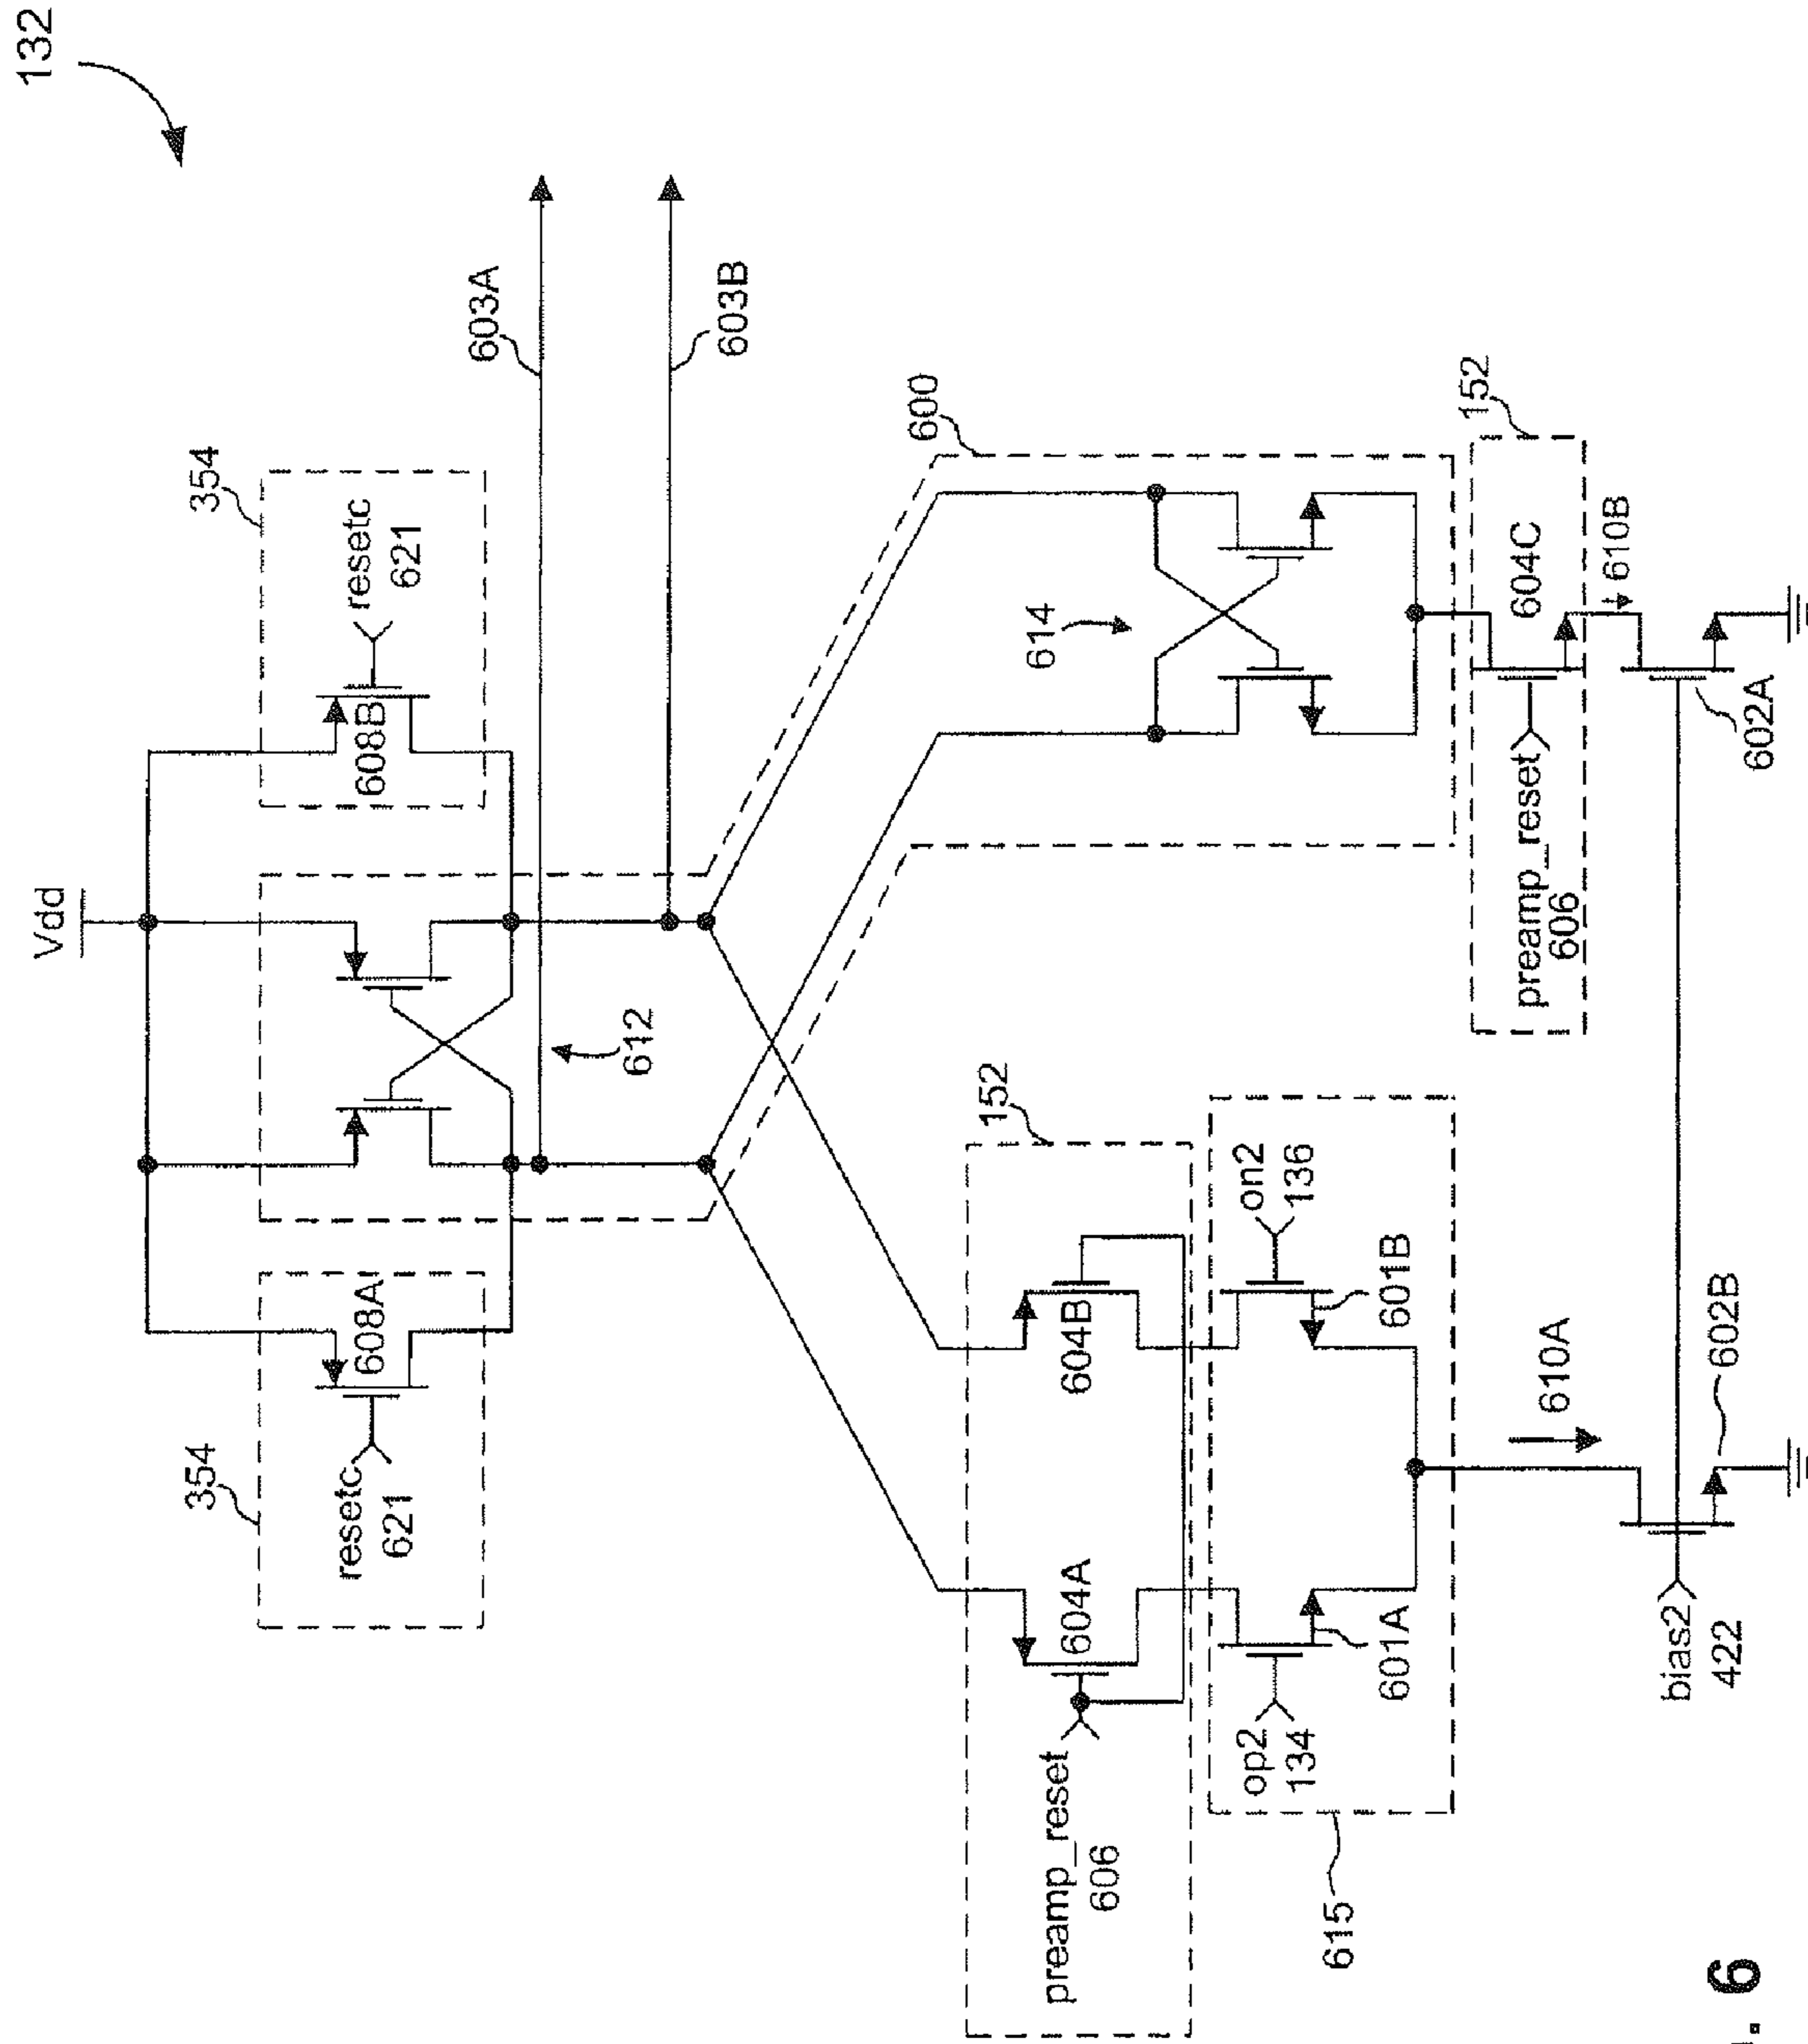 132
Vdd
354
608A
resetc
621
354
608B
resetc
621
612
603A
603B
600
614
152
604A
604B
preamp_reset
606
op2
134
on2
136
601A
601B
615
152
604C
preamp_reset
606
610B
610A
bias2
422
602B
602A
6